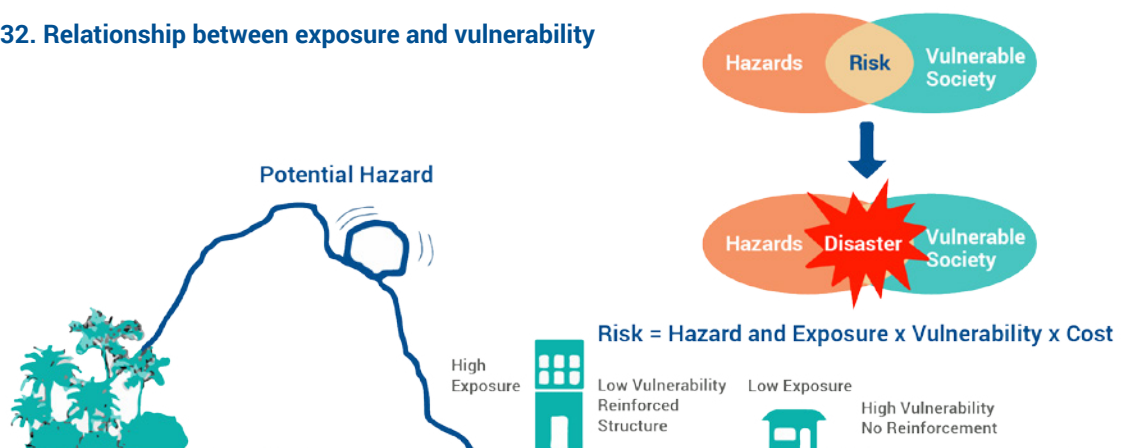 32. Relationship between exposure and vulnerability
Hazards
Risk
Vulnerable
Society
Potential Hazard
Hazards
Disaster
Vulnerable
Society
Risk = Hazard and Exposure x Vulnerability x Cost
High
Exposure
Low Vulnerability
Reinforced
Structure
Low Exposure
High Vulnerability
No Reinforcement